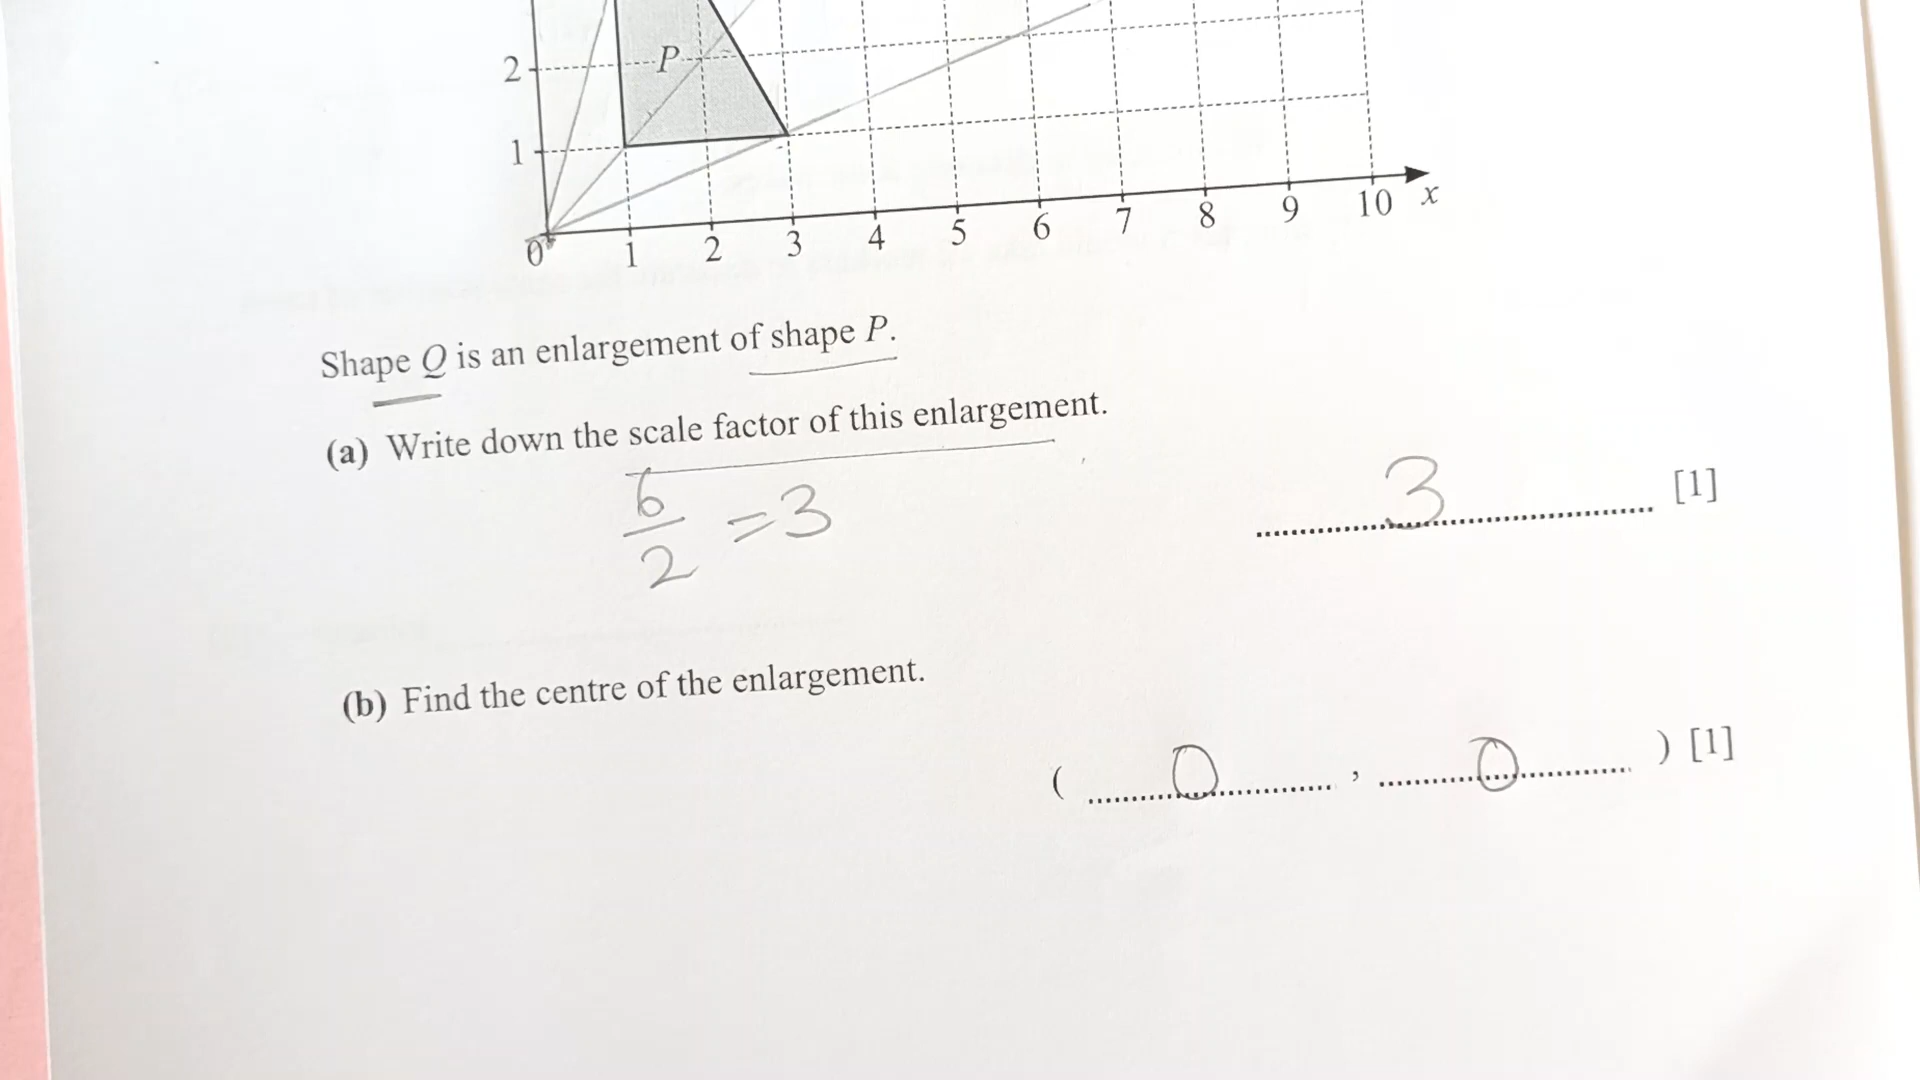 2
P
1
0
1 2 3 4 5 6 7 8 9 10 x
Shape Q is an enlargement of shape P.
(a) Write down the scale factor of this enlargement.
6/2 = 3
3 [1]
(b) Find the centre of the enlargement.
( 0 , 0 ) [1]